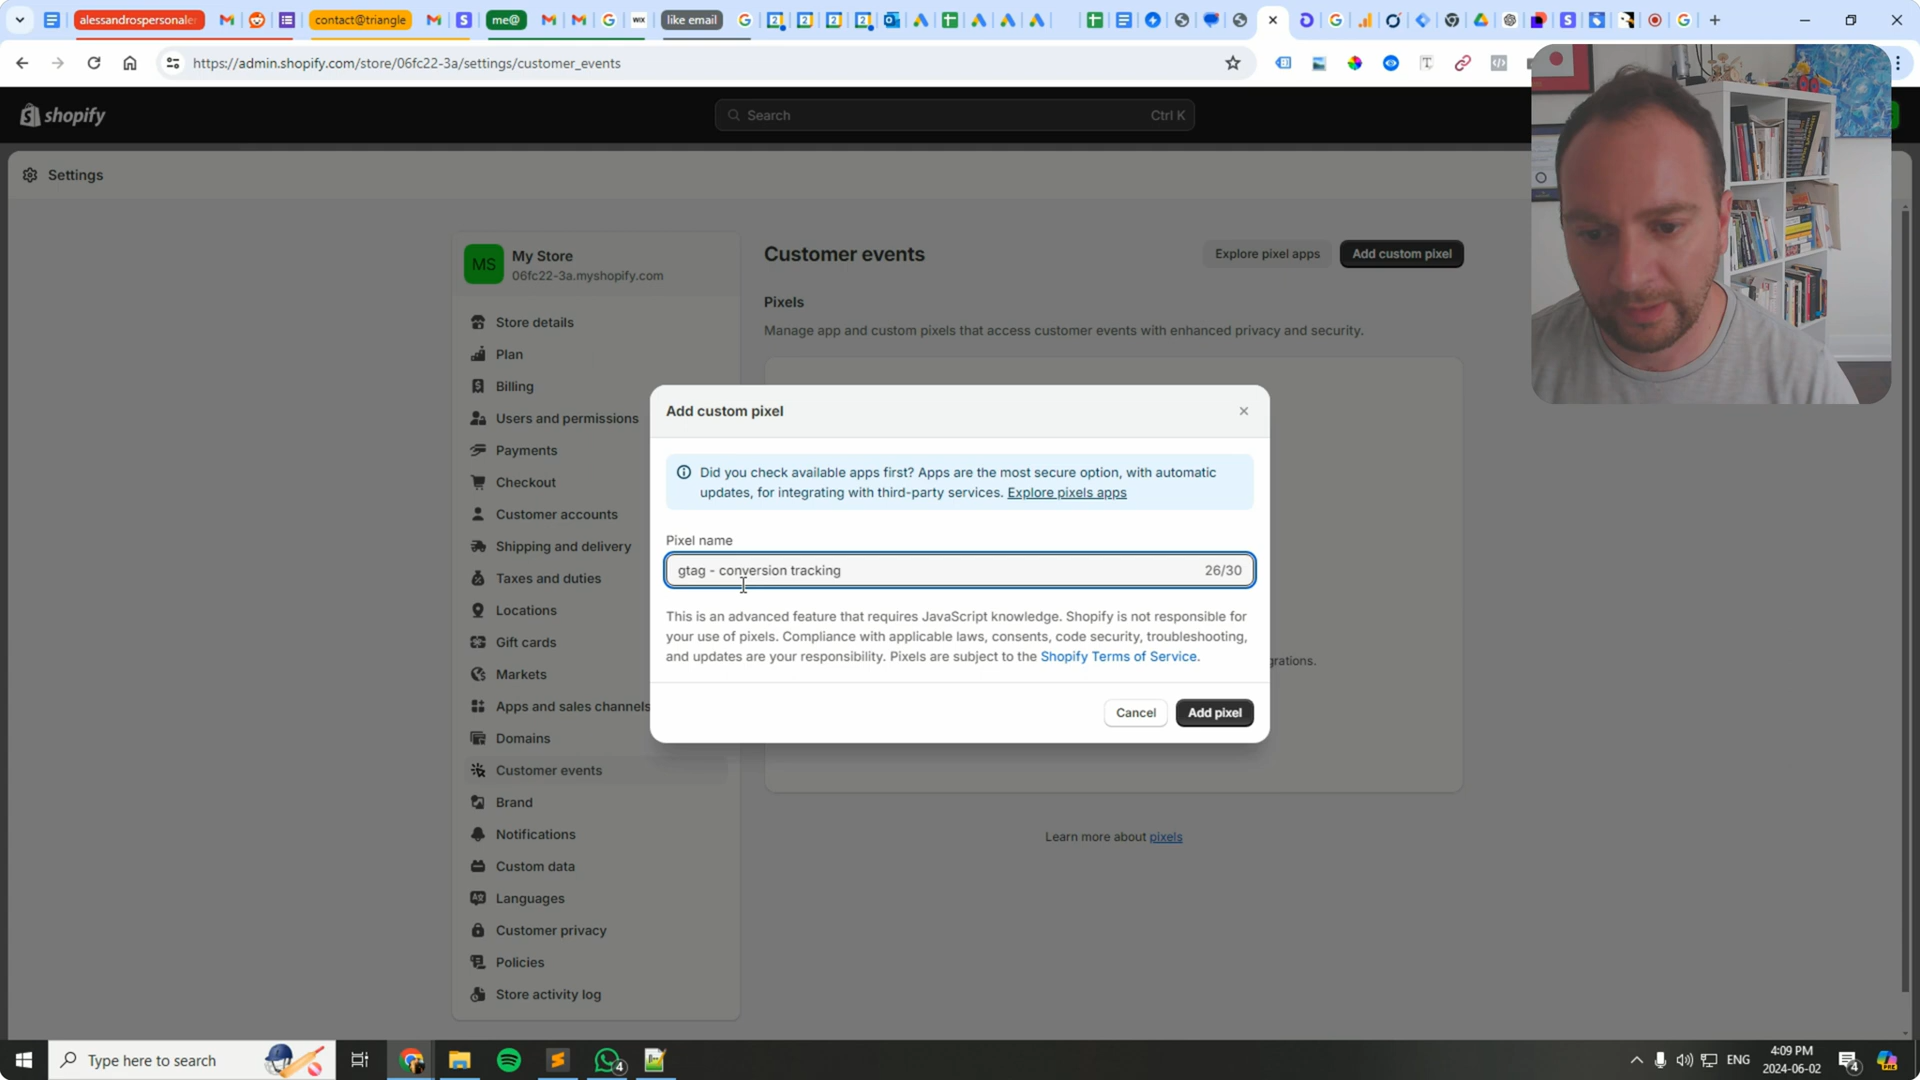 alessandrospersonale
contact@triangle
me@
WIX
like email
https://admin.shopify.com/store/06fc22-3a/settings/customer_events
shopify
Search
Ctrl K
Settings
MS
My Store
06fc22-3a.myshopify.com
Store details
Plan
Billing
Users and permissions
Payments
Checkout
Customer accounts
Shipping and delivery
Taxes and duties
Locations
Gift cards
Markets
Apps and sales channels
Domains
Customer events
Brand
Notifications
Custom data
Languages
Customer privacy
Policies
Store activity log
Customer events
Explore pixel apps
Add custom pixel
Pixels
Manage app and custom pixels that access customer events with enhanced privacy and security.
Add custom pixel
Did you check available apps first? Apps are the most secure option, with automatic
updates, for integrating with third-party services. Explore pixels apps
Pixel name
gtag - conversion tracking
26/30
This is an advanced feature that requires JavaScript knowledge. Shopify is not responsible for
your use of pixels. Compliance with applicable laws, consents, code security, troubleshooting,
and updates are your responsibility. Pixels are subject to the Shopify Terms of Service.
grations.
Cancel
Add pixel
Learn more about pixels
Type here to search
4
ENG
4:09 PM
2024-06-02
4